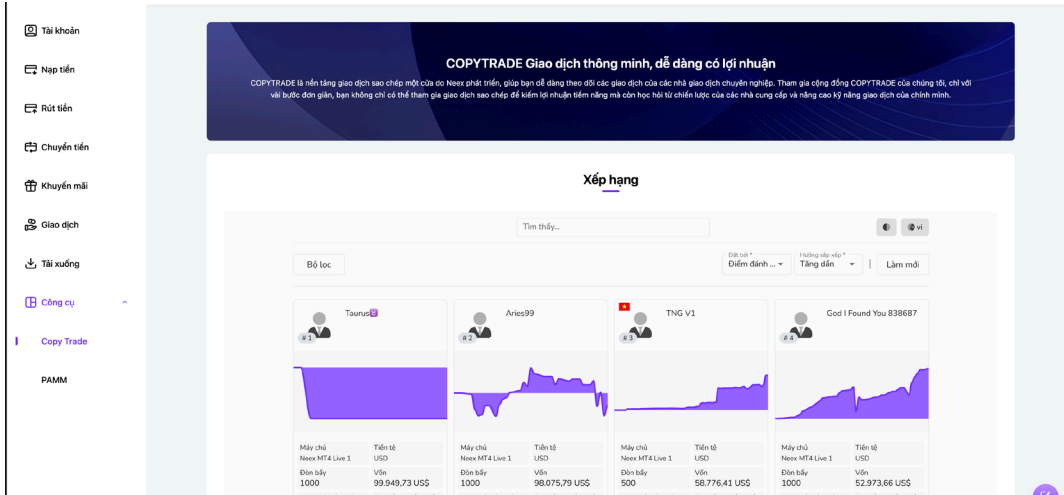 Tài khoản
Nạp tiền
Rút tiền
Chuyển tiền
Khuyến mãi
Giao dịch
Tải xuống
Công cụ
Copy Trade
PAMM
COPYTRADE Giao dịch thông minh, dễ dàng có lợi nhuận
COPYTRADE là nền tảng giao dịch sao chép một cửa do Neex phát triển, giúp bạn dễ dàng theo dõi các giao dịch của các nhà giao dịch chuyên nghiệp. Tham gia cộng đồng COPYTRADE của chúng tôi, chỉ với
vài bước đơn giản, bạn không chỉ có thể tham gia giao dịch sao chép để kiếm lợi nhuận tiềm năng mà còn học hỏi từ chiến lược của các nhà cung cấp và nâng cao kỹ năng giao dịch của chính mình.
Xếp hạng
Tìm thấy...
vi
Bộ lọc
Đặt bởi *
Điểm đánh ...
Hướng sắp xếp *
Tăng dần
Làm mới
Taurus
# 1
Máy chủ
Neex MT4 Live 1
Tiền tệ
USD
Đòn bẩy
1000
Vốn
99.949,73 US$
Aries99
# 2
Máy chủ
Neex MT4 Live 1
Tiền tệ
USD
Đòn bẩy
1000
Vốn
98.075,79 US$
TNG V1
# 3
Máy chủ
Neex MT4 Live 1
Tiền tệ
USD
Đòn bẩy
500
Vốn
58.776,41 US$
God I Found You 838687
# 4
Máy chủ
Neex MT4 Live 1
Tiền tệ
USD
Đòn bẩy
1000
Vốn
52.973,66 US$